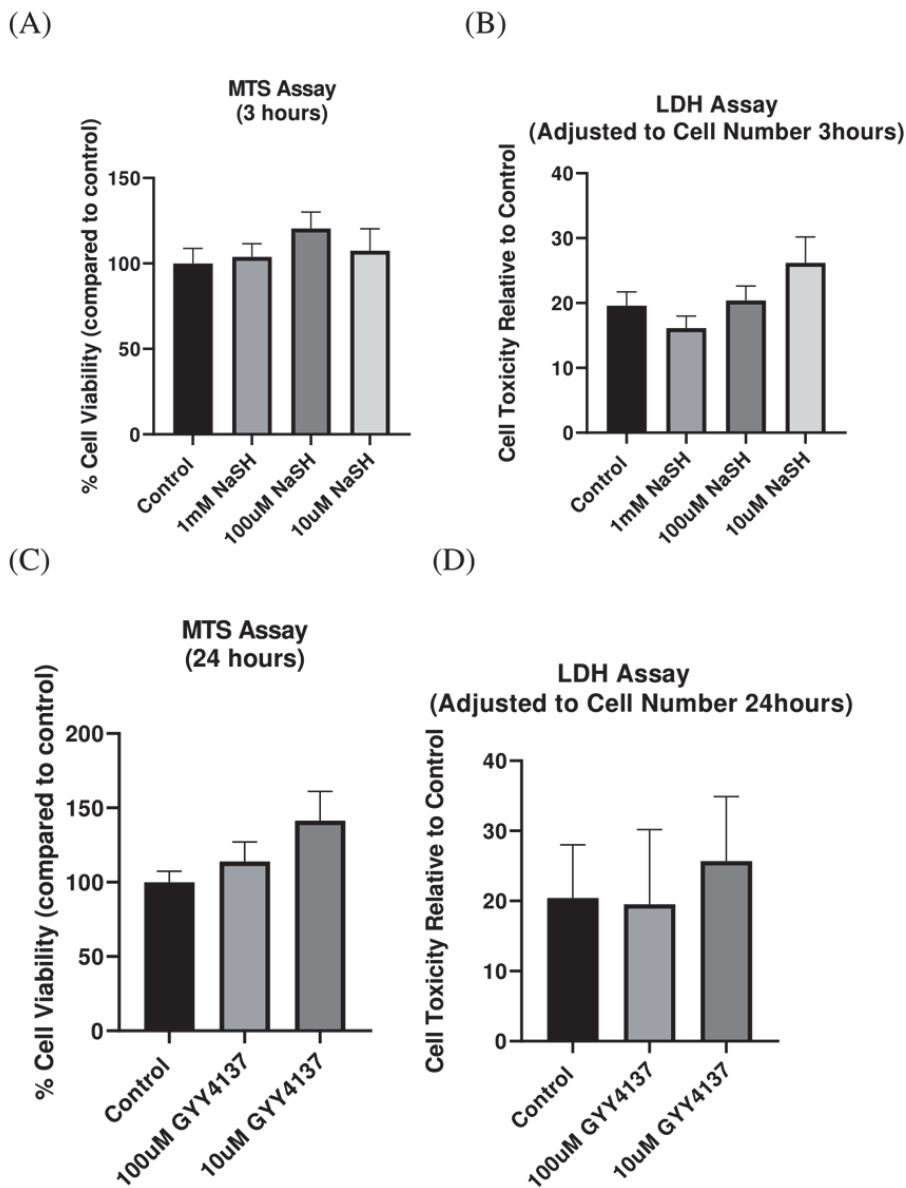 (A)
MTS Assay
(3 hours)
% Cell Viability (compared to control)
150
100
50
0
Control
1mM NaSH
100uM NaSH
10uM NaSH
(B)
LDH Assay
(Adjusted to Cell Number 3hours)
Cell Toxicity Relative to Control
40
30
20
10
0
Control
1mM NaSH
100uM NaSH
10uM NaSH
(C)
MTS Assay
(24 hours)
% Cell Viability (compared to control)
200
150
100
50
0
Control
100uM GYY4137
10uM GYY4137
(D)
LDH Assay
(Adjusted to Cell Number 24hours)
Cell Toxicity Relative to Control
40
30
20
10
0
Control
100uM GYY4137
10uM GYY4137